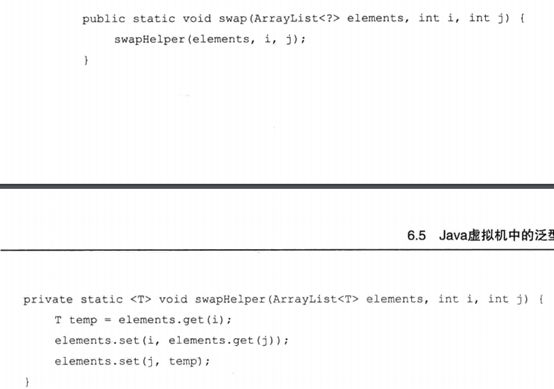 public static void swap(ArrayList<?> elements, int i, int j) {
swapHelper(elements, i, j);
}
6.5 Java虚拟机中的泛型
private static <T> void swapHelper(ArrayList<T> elements, int i, int j) {
T temp = elements.get(i);
elements.set(i, elements.get(j));
elements.set(j, temp);
}